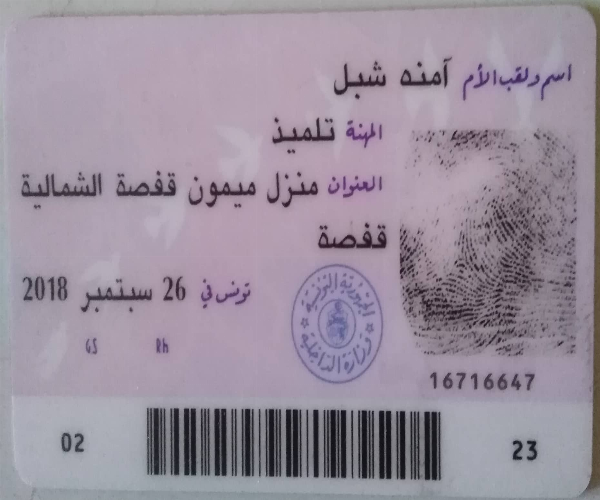 اسم ولقب الأم آمنه شبل
المهنة تلميذ
العنوان منزل ميمون قفصة الشمالية
قفصة
تونس في 26 سبتمبر 2018
GS Rh
الجمهورية التونسية
وزارة الداخلية
16716647
02 23